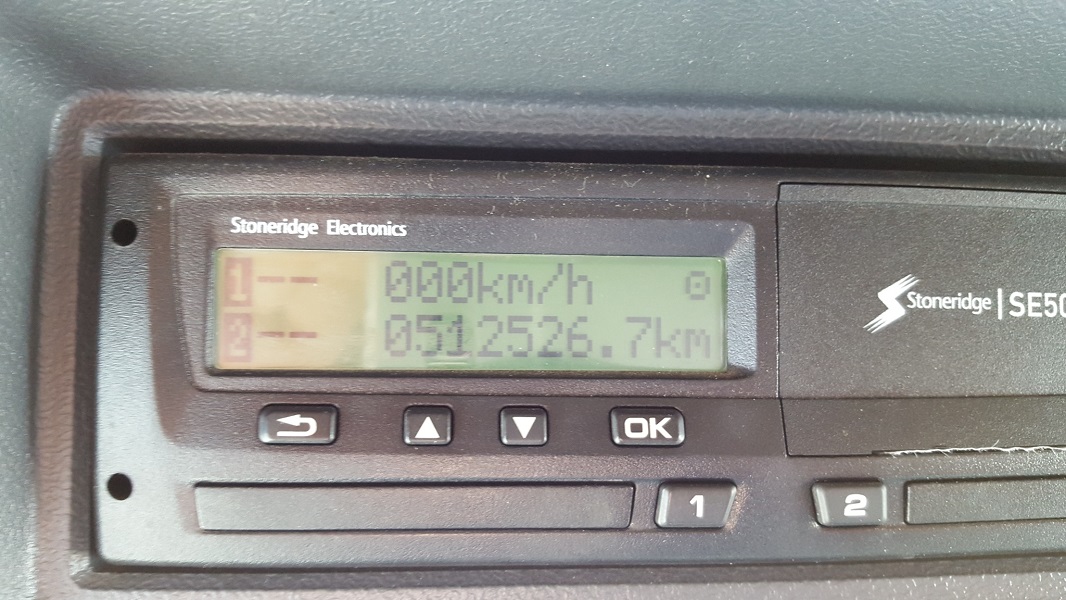 Stoneridge Electronics
1-- 000km/h
2-- 0512526.7km
Stoneridge | SE50
OK
1
2